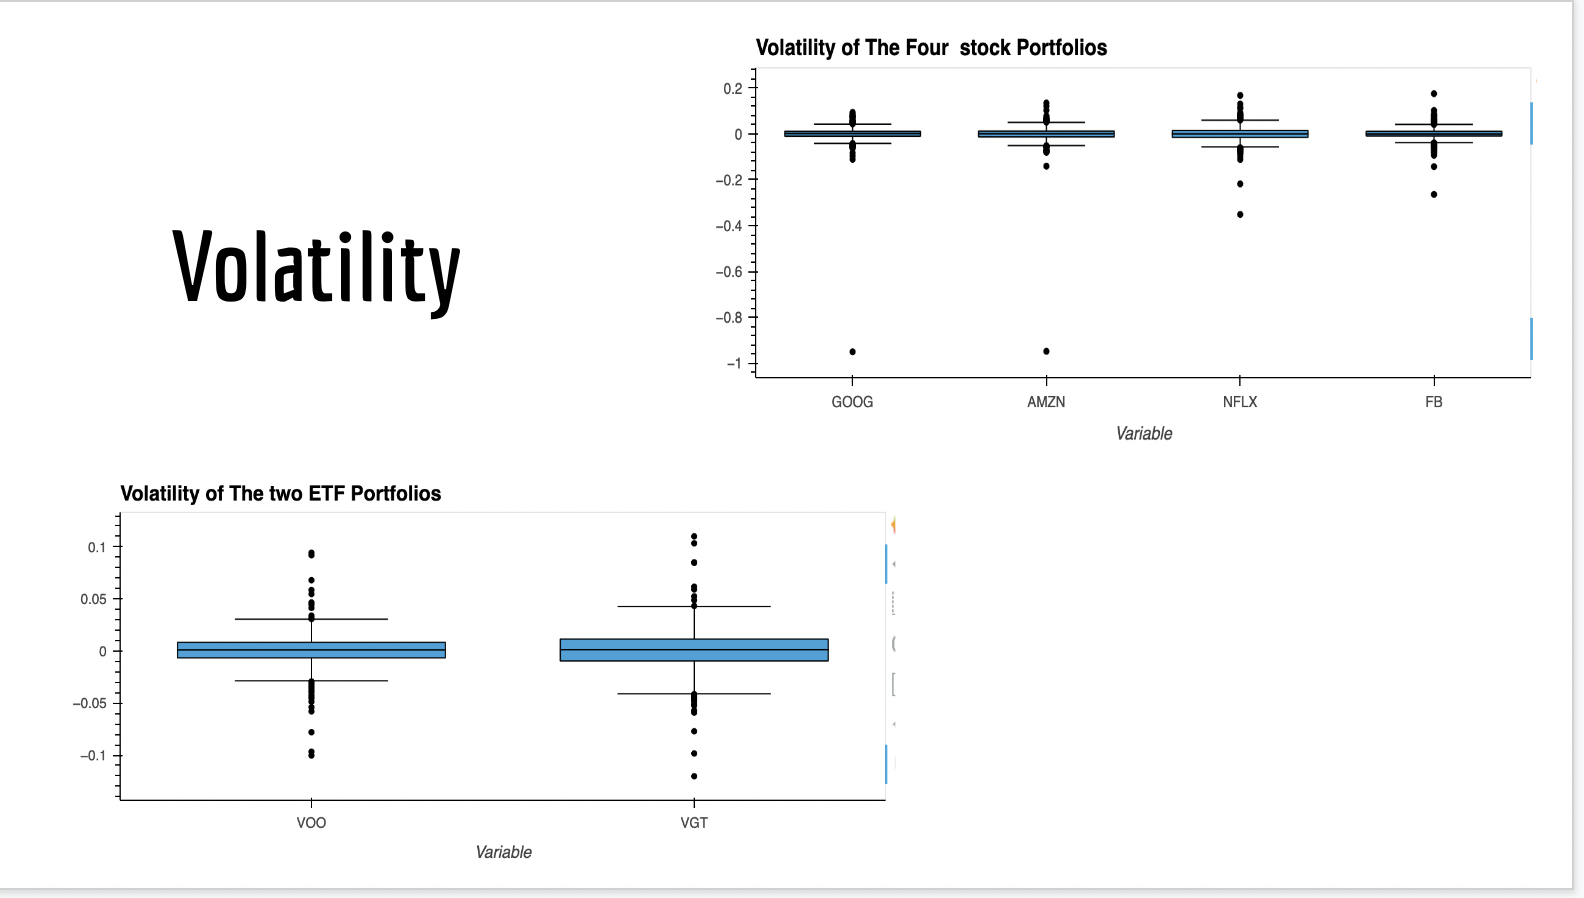 Volatility of The Four  stock Portfolios
0.2
0
−0.2
−0.4
−0.6
−0.8
−1
GOOG AMZN NFLX FB
Variable
Volatility
Volatility of The two ETF Portfolios
0.1
0.05
0
−0.05
−0.1
VOO VGT
Variable